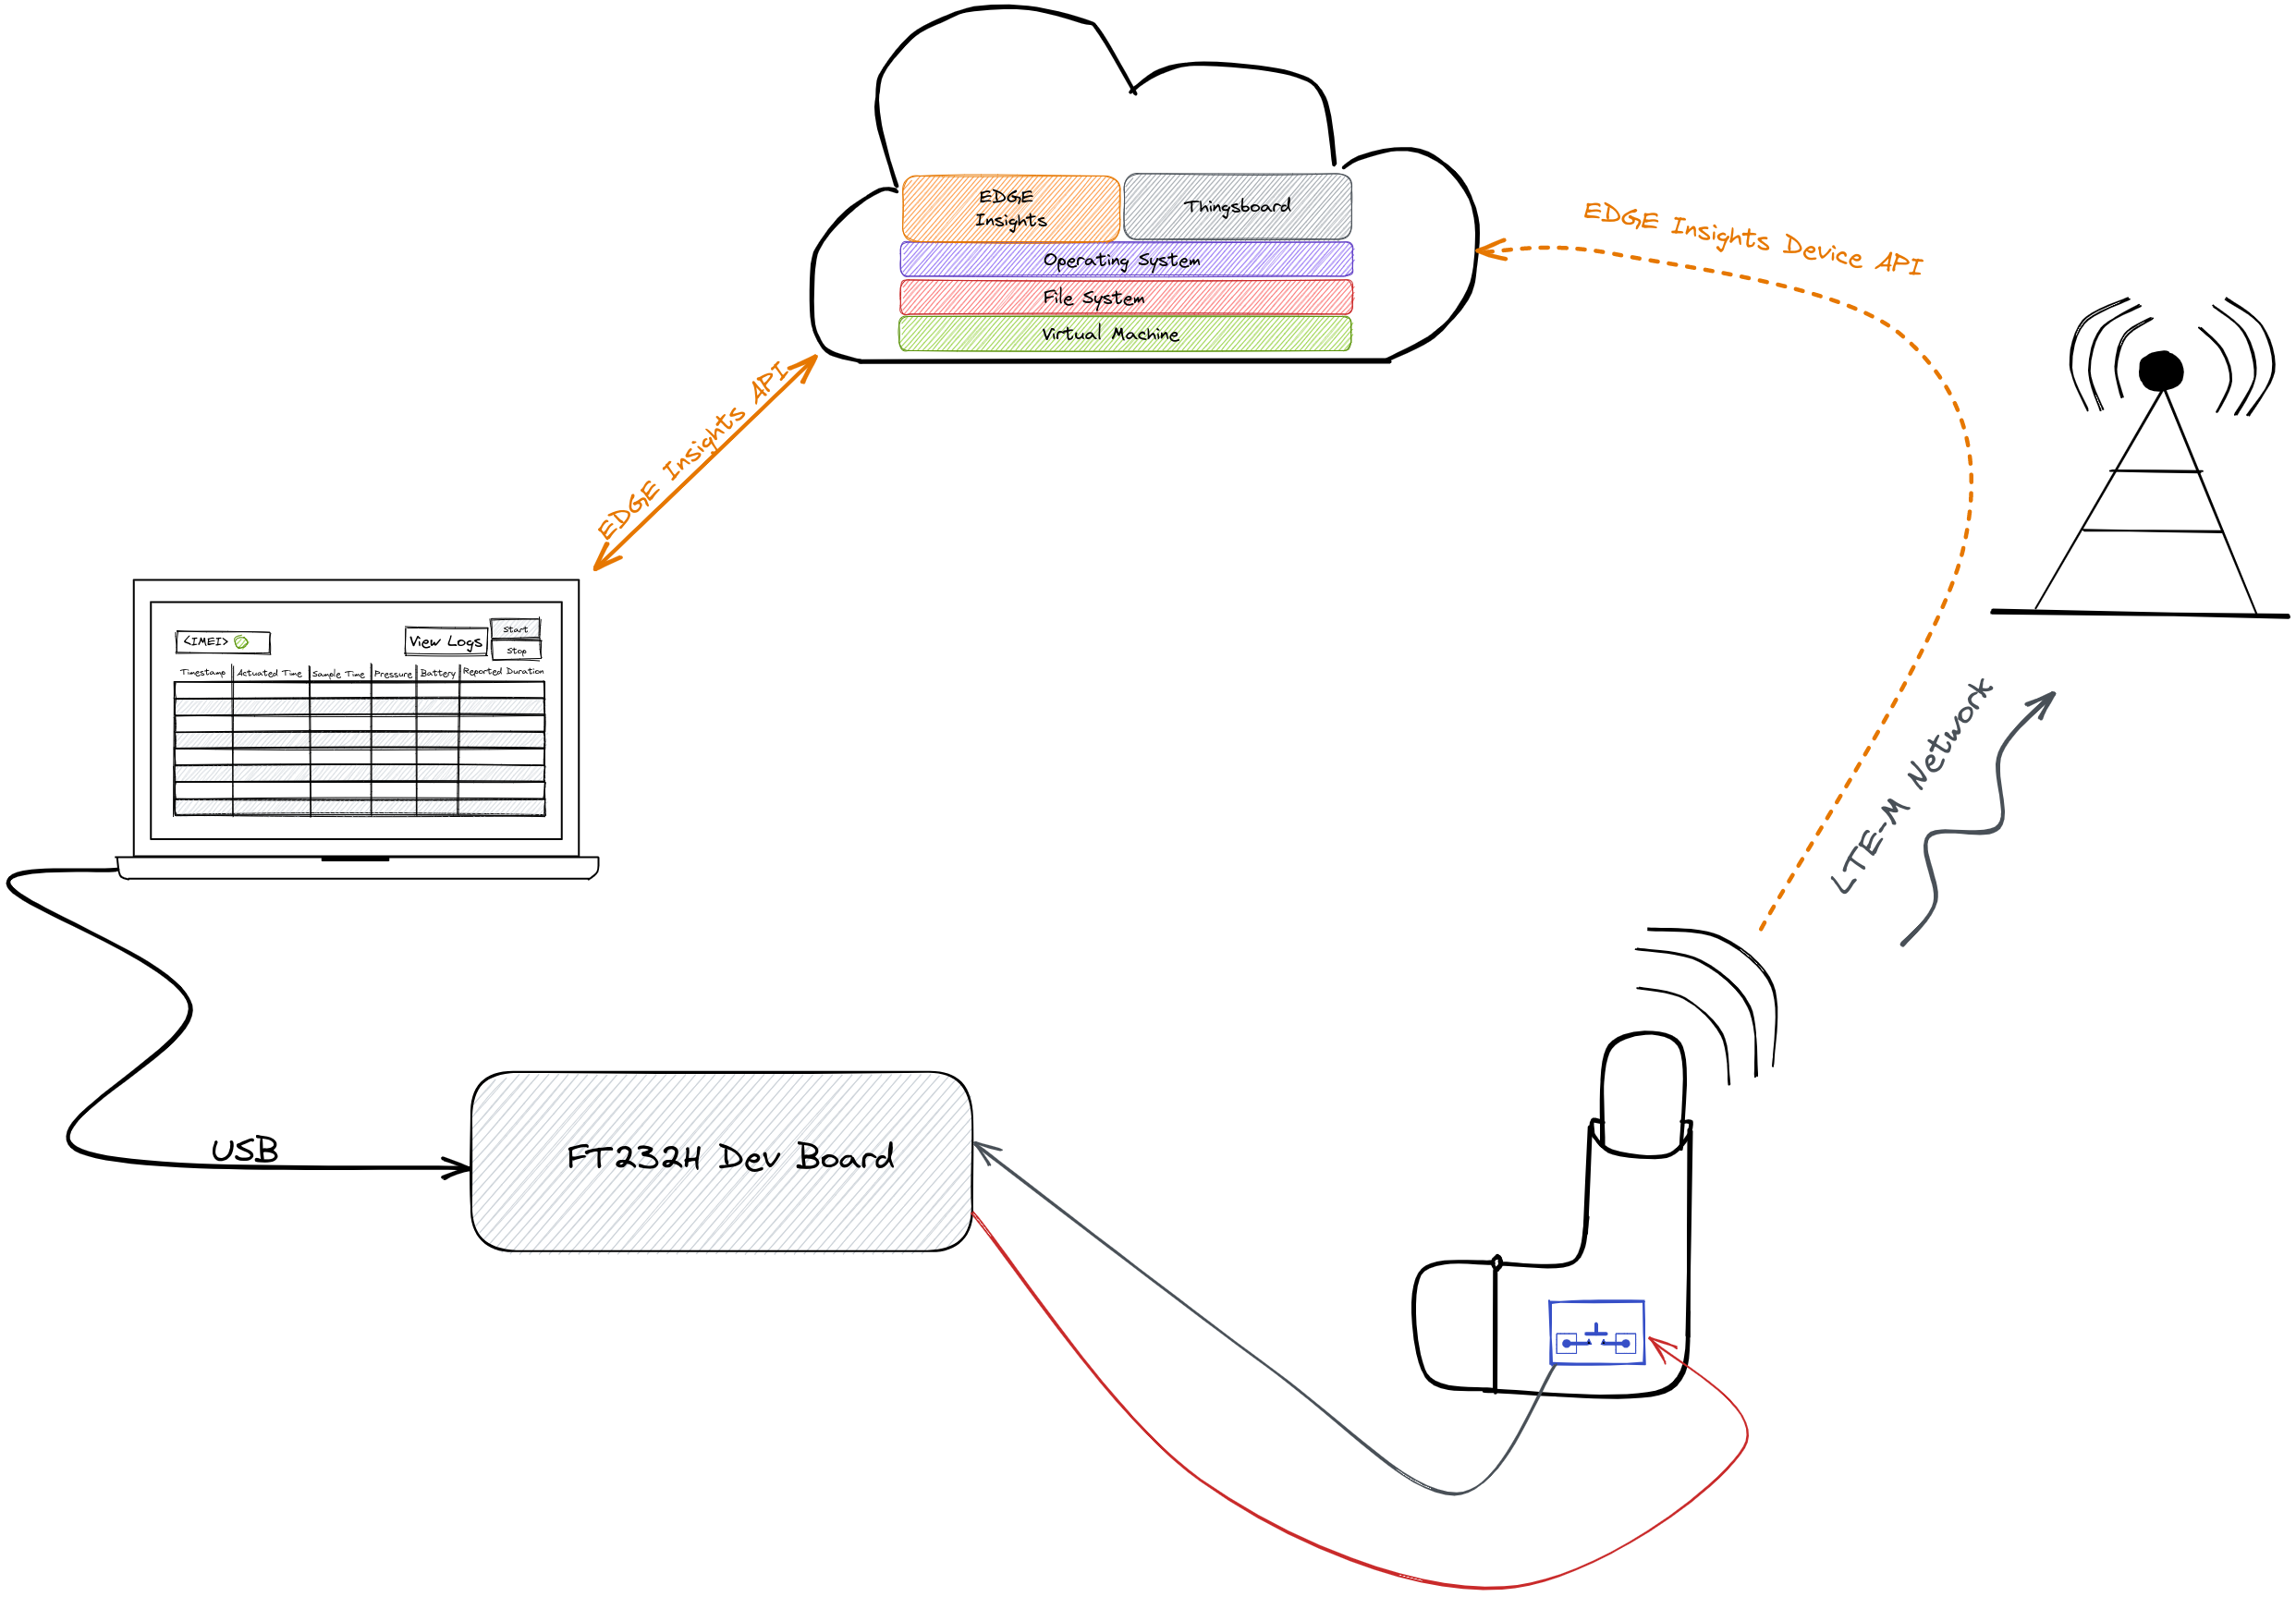 EDGE
Insights
Thingsboard
Operating System
File System
Virtual Machine
EDGE Insights Device API
EDGE Insights API
<IMEI>
View Logs
Start
Stop
Timestamp Actuated Time Sample Time Pressure Battery Reported Duration
LTE-M Network
USB
FT232H Dev Board